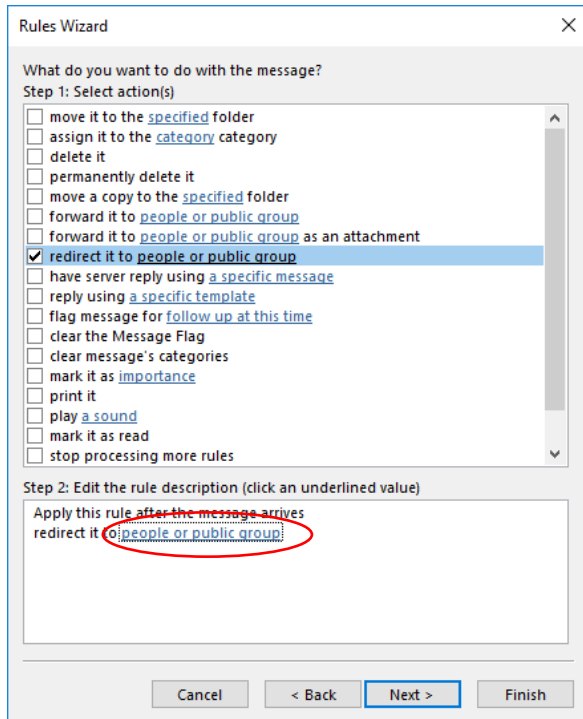 Rules Wizard
What do you want to do with the message?
Step 1: Select action(s)
move it to the specified folder
assign it to the category category
delete it
permanently delete it
move a copy to the specified folder
forward it to people or public group
forward it to people or public group as an attachment
redirect it to people or public group
have server reply using a specific message
reply using a specific template
flag message for follow up at this time
clear the Message Flag
clear message's categories
mark it as importance
print it
play a sound
mark it as read
stop processing more rules
Step 2: Edit the rule description (click an underlined value)
Apply this rule after the message arrives
redirect it to people or public group
Cancel < Back Next > Finish